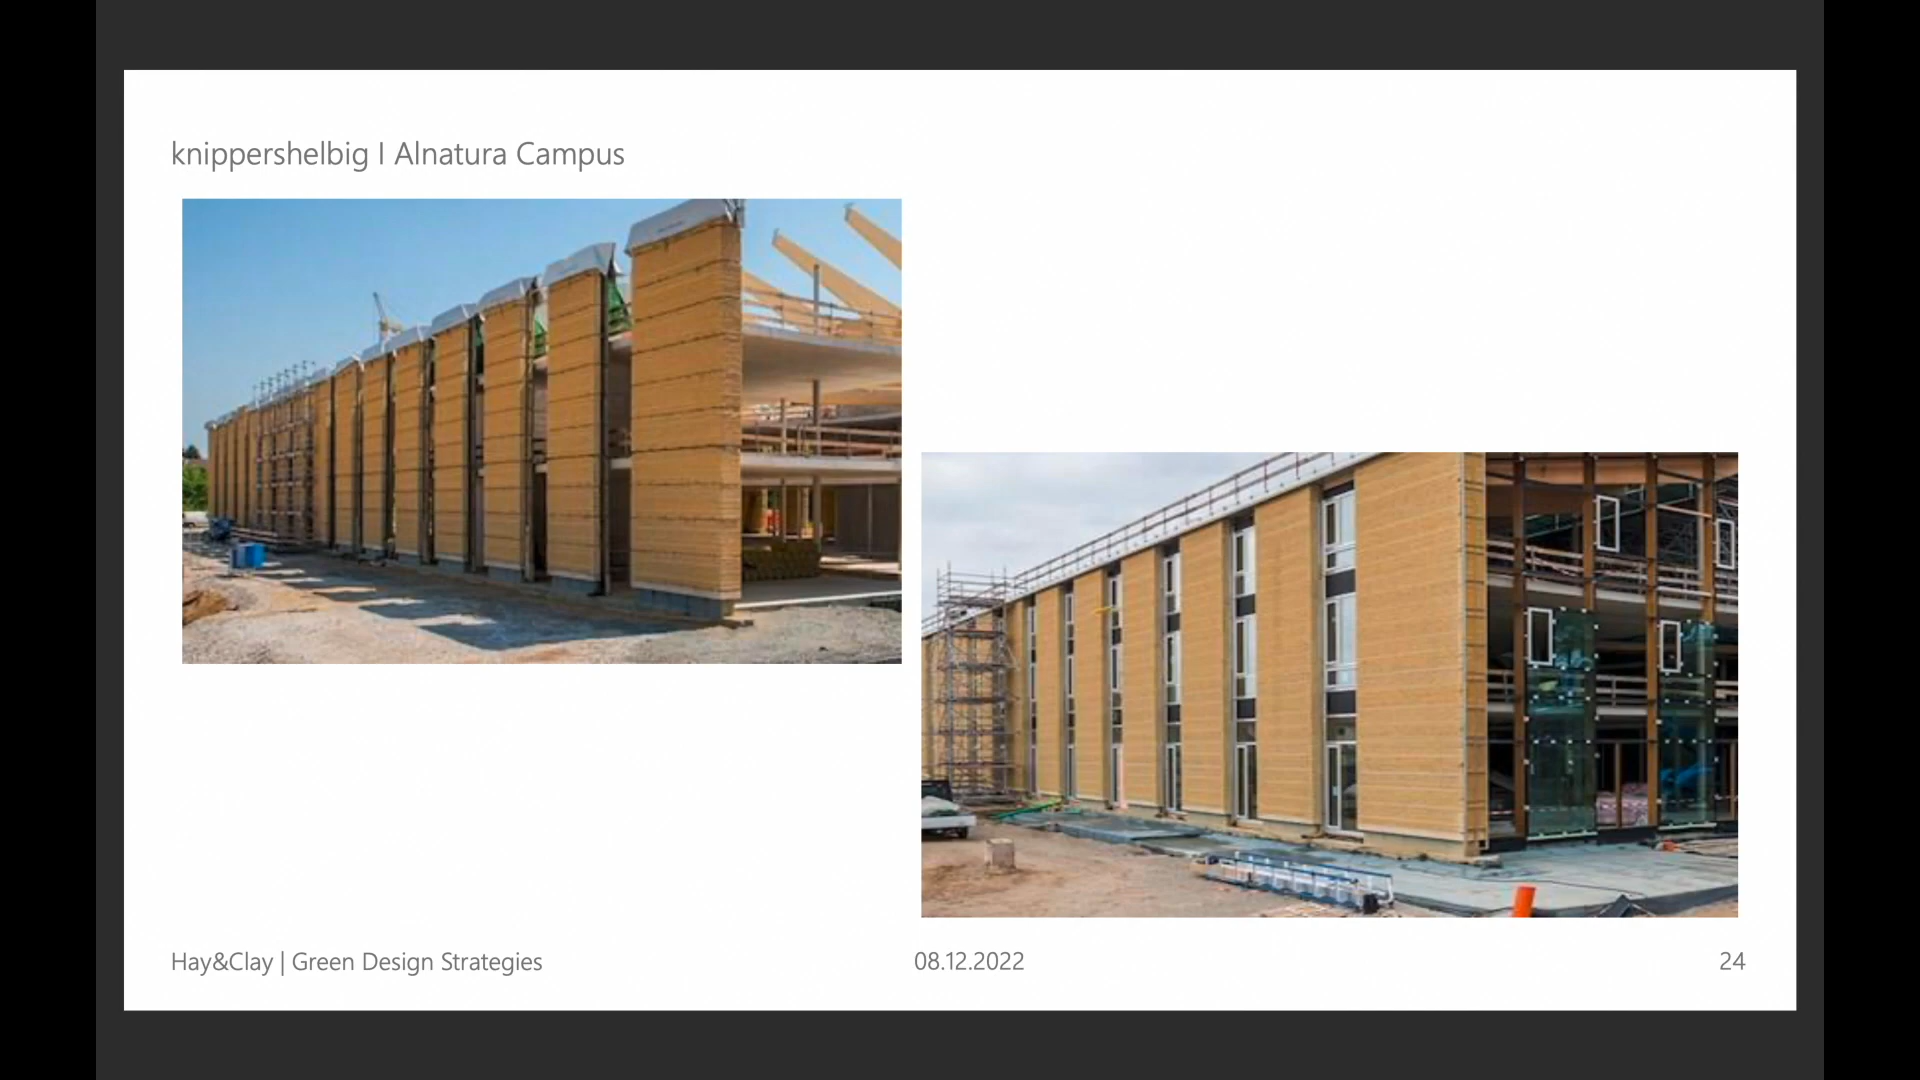 knippershelbig I Alnatura Campus
Hay&Clay | Green Design Strategies
08.12.2022
24